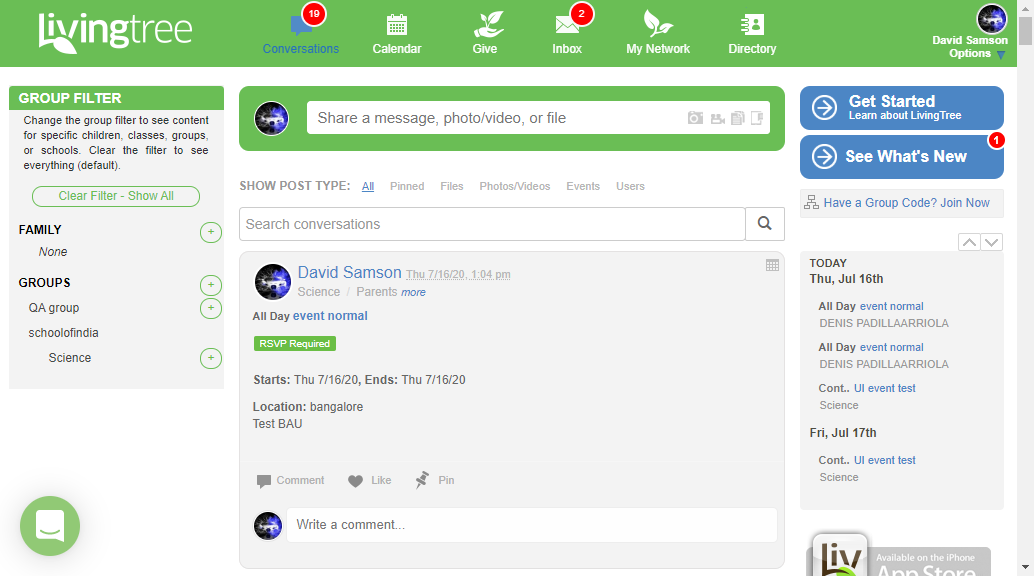 livingtree
19
Conversations
Calendar
Give
2
Inbox
My Network
Directory
David Samson
Options
GROUP FILTER
Change the group filter to see content
for specific children, classes, groups,
or schools. Clear the filter to see
everything (default).
Clear Filter - Show All
FAMILY
+
None
GROUPS
+
QA group
+
schoolofindia
Science
+
Share a message, photo/video, or file
SHOW POST TYPE: All Pinned Files Photos/Videos Events Users
Search conversations
David Samson Thu 7/16/20, 1:04 pm
Science / Parents more
All Day event normal
RSVP Required
Starts: Thu 7/16/20, Ends: Thu 7/16/20
Location: bangalore
Test BAU
Comment Like Pin
Write a comment...
Get Started
Learn about LivingTree
1
See What's New
Have a Group Code? Join Now
TODAY
Thu, Jul 16th
All Day event normal
DENIS PADILLAARRIOLA
All Day event normal
DENIS PADILLAARRIOLA
Cont.. UI event test
Science
Fri, Jul 17th
Cont.. UI event test
Science
Liv
Available on the iPhone
App Store